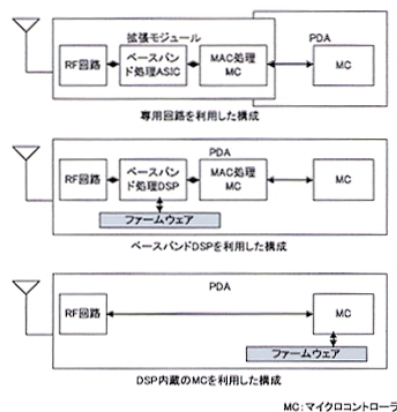 拡張モジュール
PDA
RF回路
ベースバン
ド処理ASIC
MAC処理
MC
MC
専用回路を利用した構成
PDA
RF回路
ベースバン
ド処理DSP
MAC処理
MC
MC
ファームウェア
ベースバンドDSPを利用した構成
PDA
RF回路
MC
ファームウェア
DSP内蔵のMCを利用した構成
MC:マイクロコントローラ